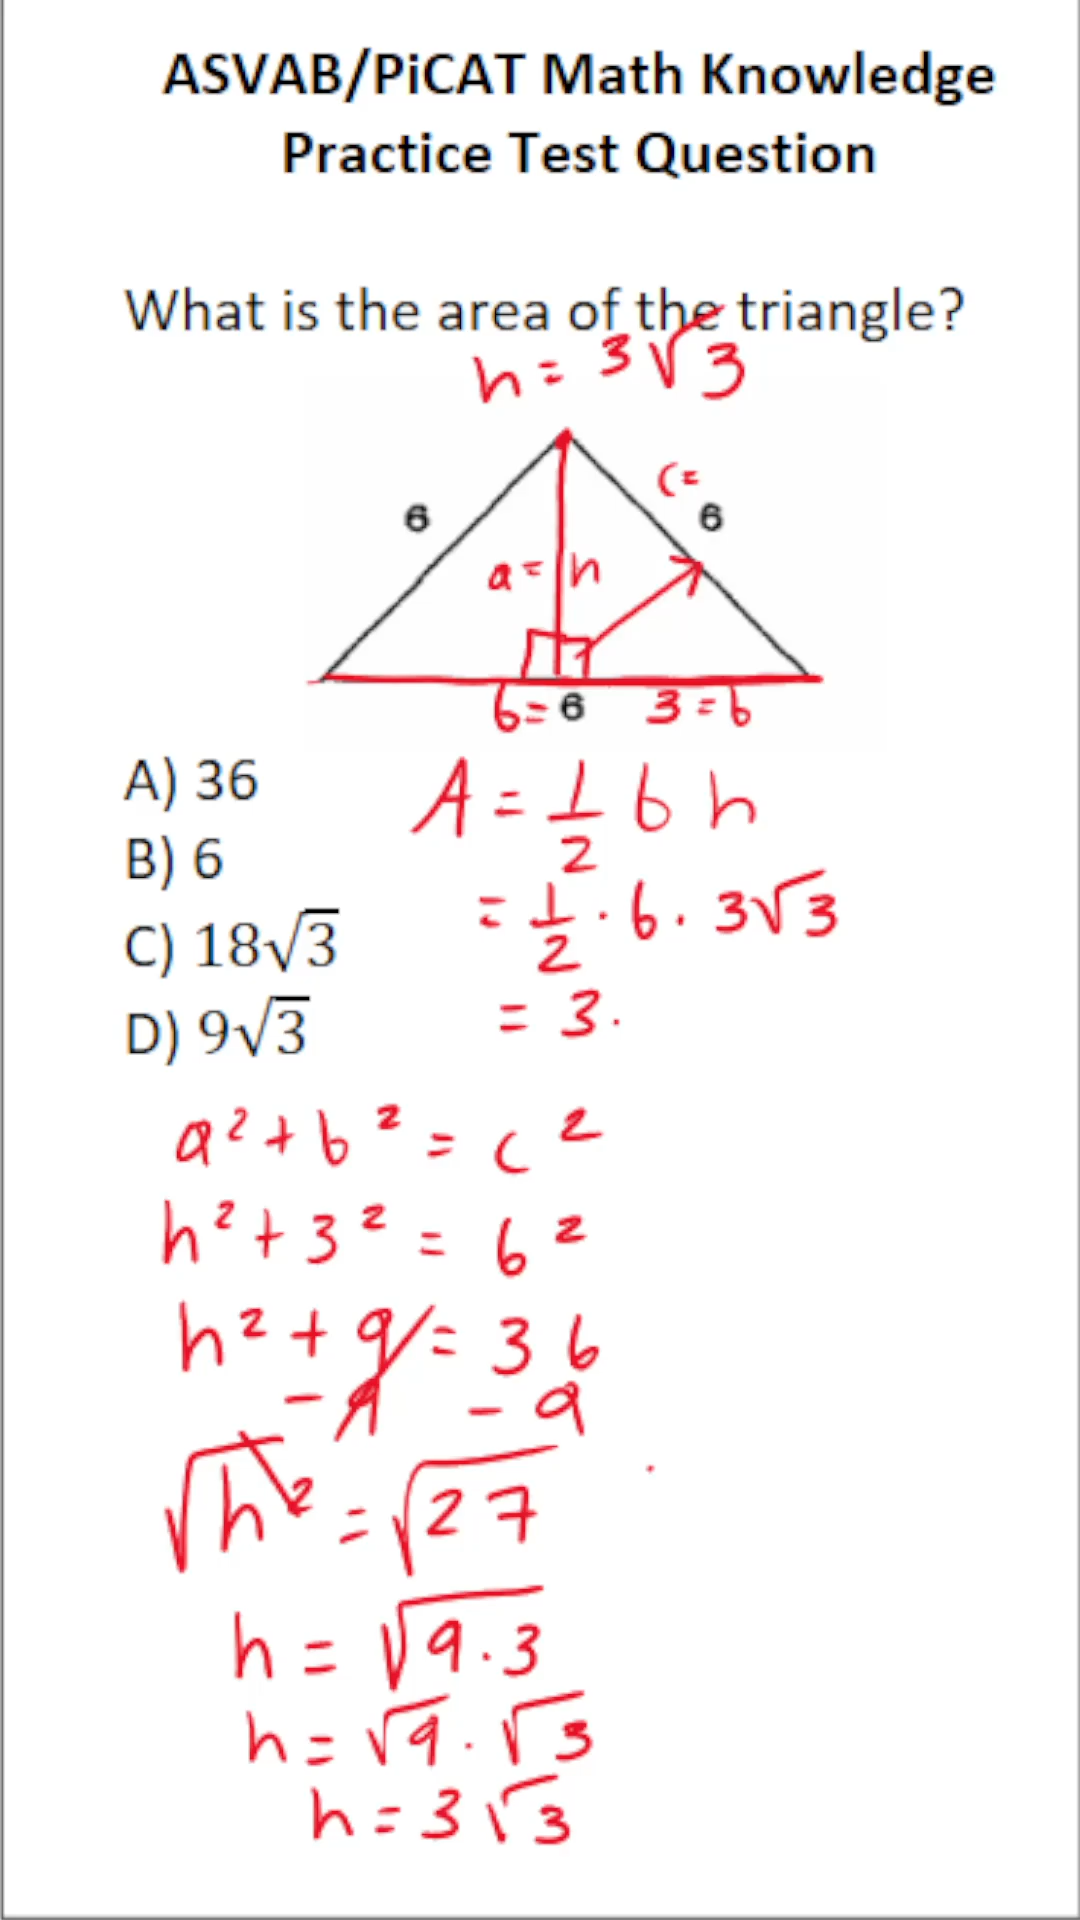 ASVAB/PiCAT Math Knowledge
Practice Test Question
What is the area of the triangle?
h = 3√3
c =
6
6
a = h
b = 6
3 = b
A) 36
B) 6
C) 18√3
D) 9√3
A = 1/2 b h
= 1/2 · 6 · 3√3
= 3 ·
a² + b² = c²
h² + 3² = 6²
h² + 9 = 36
- 9 - 9
√h² = √27
h = √9·3
h = √9 · √3
h = 3√3